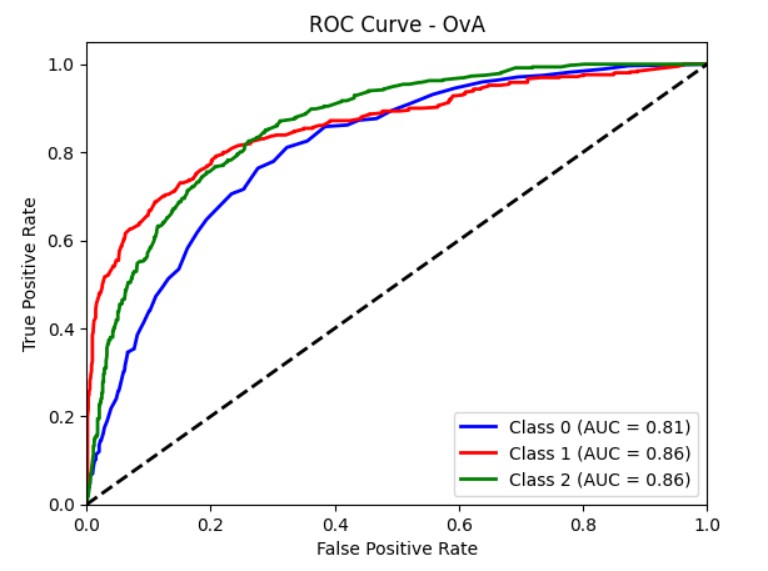 ROC Curve - OvA
True Positive Rate
1.0
0.8
0.6
0.4
0.2
0.0
Class 0 (AUC = 0.81)
Class 1 (AUC = 0.86)
Class 2 (AUC = 0.86)
0.0 0.2 0.4 0.6 0.8 1.0
False Positive Rate